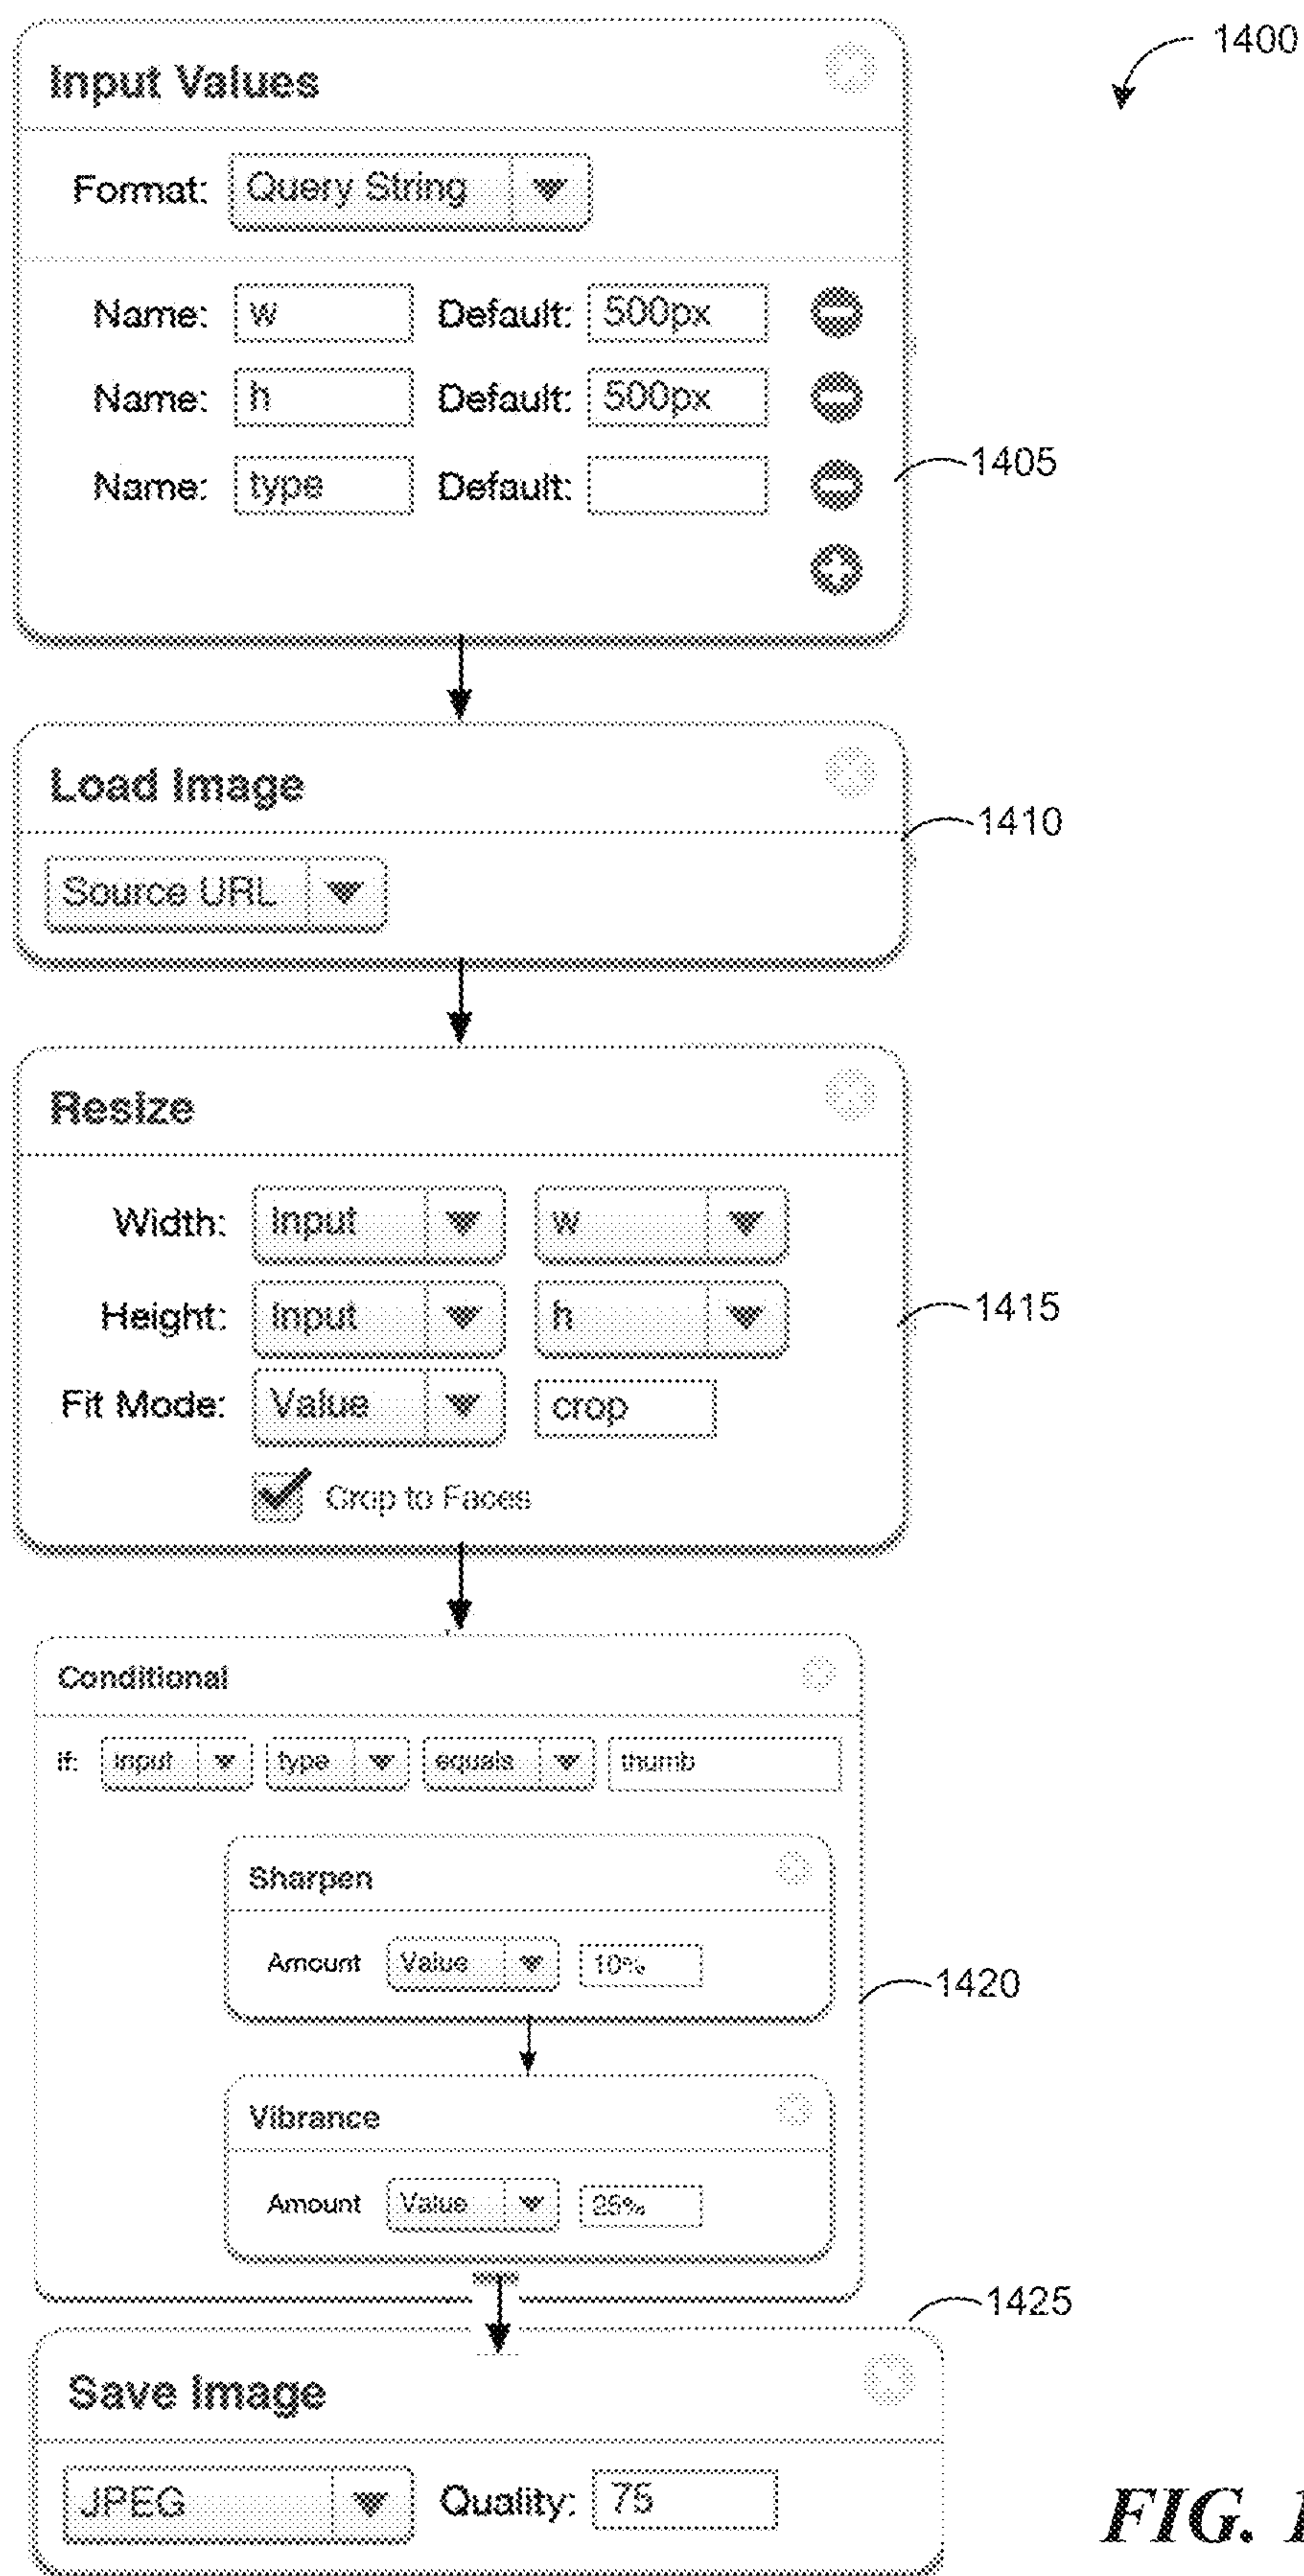 1400
Input Values
Format: Query String
Name: w Default: 500px
Name: h Default: 500px
Name: type Default:
1405
Load Image
1410
Source URL
Resize
Width: Input w
Height: Input h
1415
Fit Mode: Value crop
Crop to Faces
Conditional
if: input type equals thumb
Sharpen
Amount Value 10%
1420
Vibrance
Amount Value 25%
1425
Save Image
JPEG Quality: 75
FIG. 1